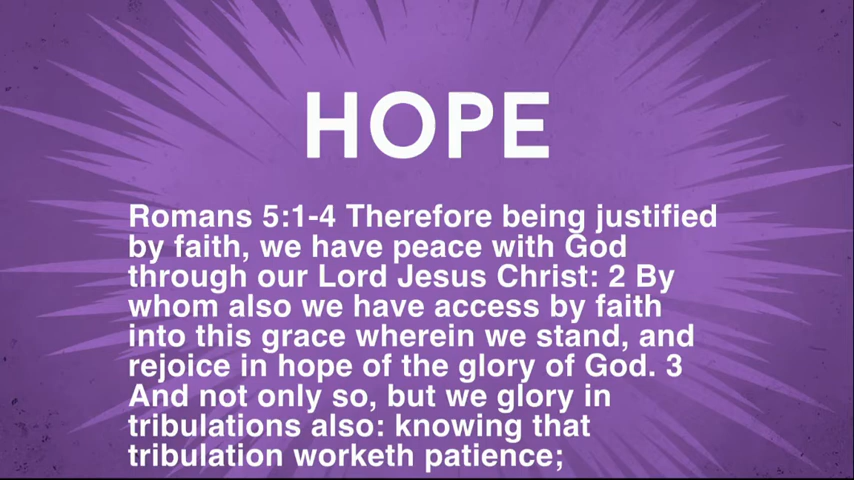 HOPE
Romans 5:1-4 Therefore being justified
by faith, we have peace with God
through our Lord Jesus Christ: 2 By
whom also we have access by faith
into this grace wherein we stand, and
rejoice in hope of the glory of God. 3
And not only so, but we glory in
tribulations also: knowing that
tribulation worketh patience;